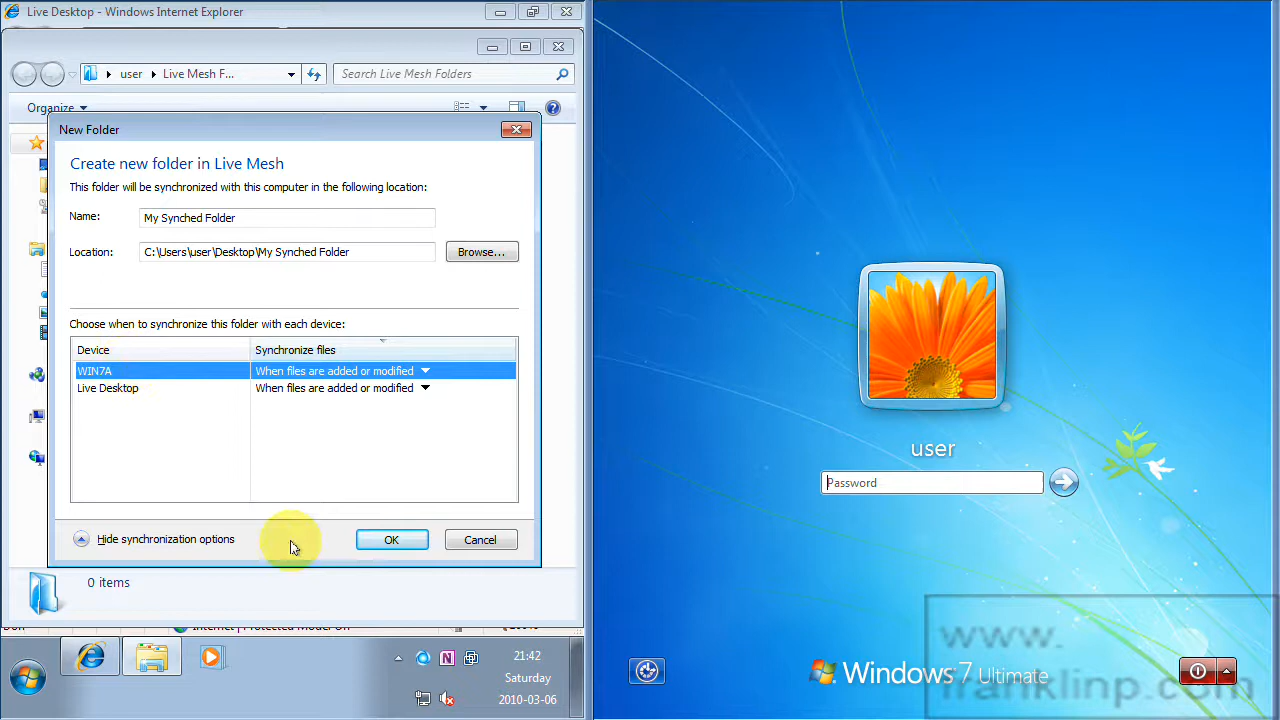 Live Desktop - Windows Internet Explorer
user
Live Mesh F...
Search Live Mesh Folders
Organize
New Folder
Create new folder in Live Mesh
This folder will be synchronized with this computer in the following location:
Name:
My Synched Folder
Location:
C:\Users\user\Desktop\My Synched Folder
Browse...
Choose when to synchronize this folder with each device:
Device
Synchronize files
WIN7A
When files are added or modified
Live Desktop
When files are added or modified
Hide synchronization options
OK
Cancel
0 items
21:42
Saturday
2010-03-06
user
Password
Windows 7 Ultimate
www.
franklinp.com